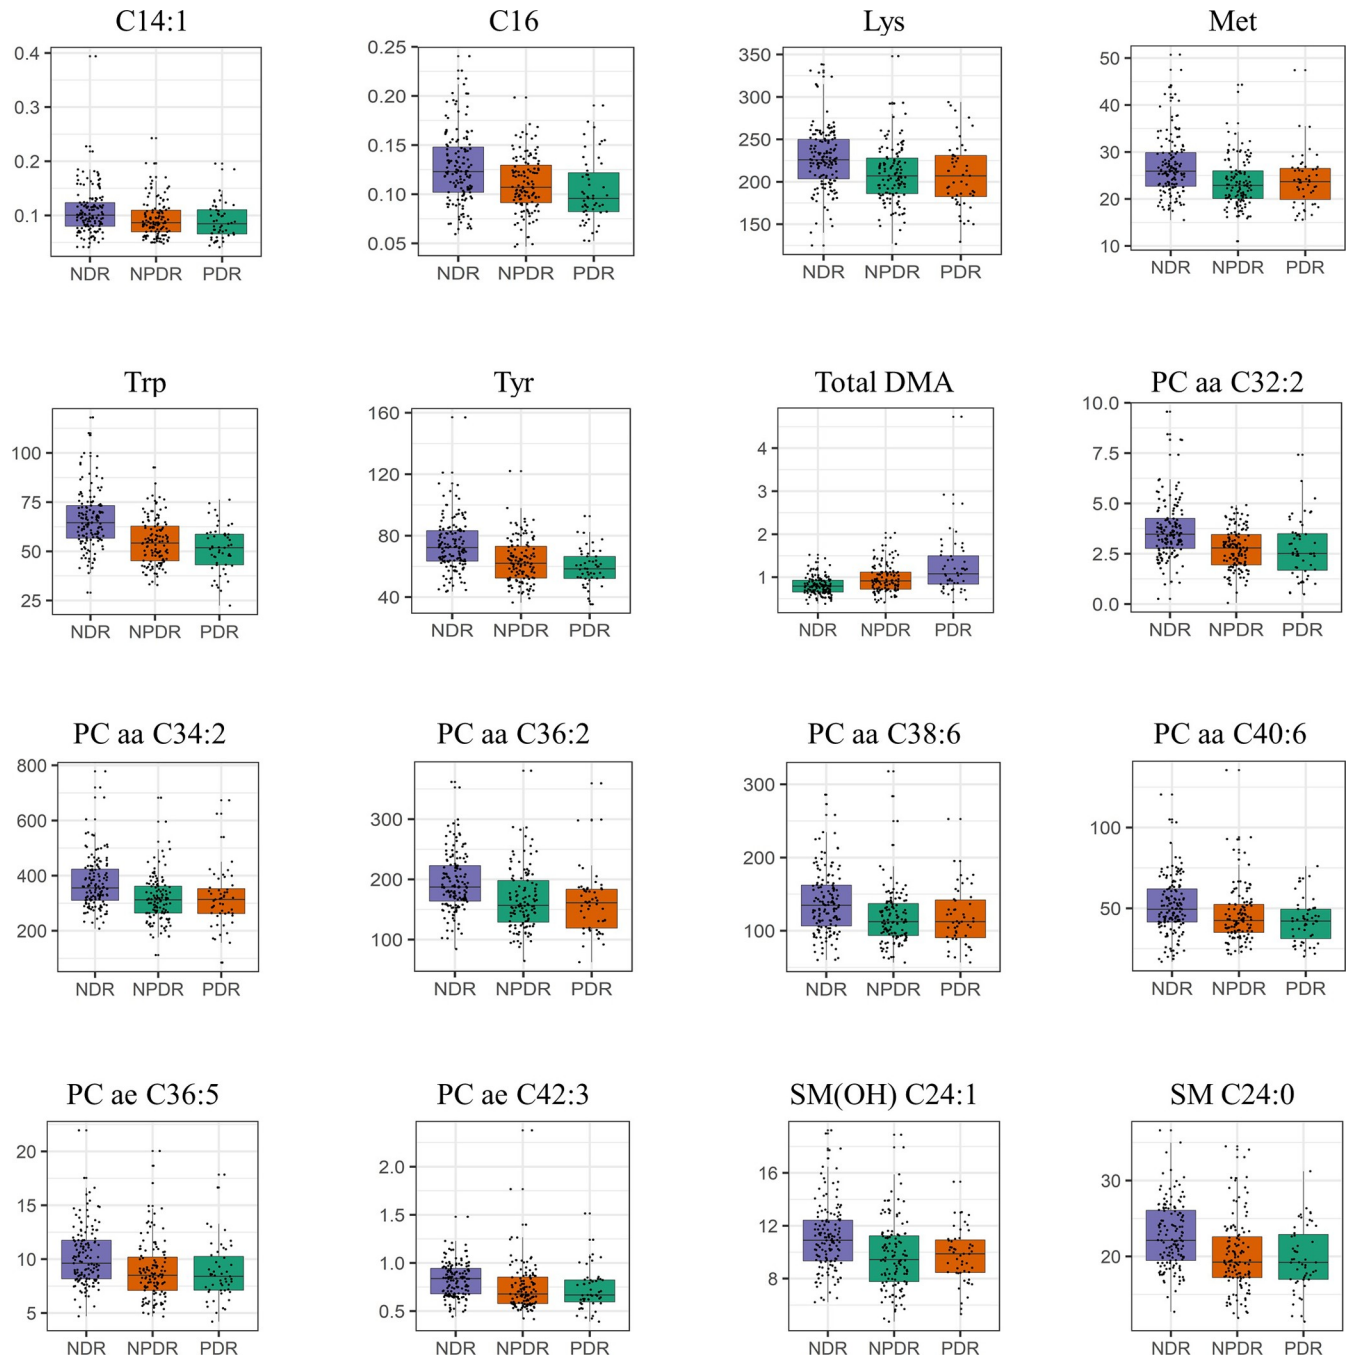 C14:1
0.4
0.3
0.2
0.1
NDR NPDR PDR
C16
0.25
0.20
0.15
0.10
0.05
NDR NPDR PDR
Lys
350
300
250
200
150
NDR NPDR PDR
Met
50
40
30
20
10
NDR NPDR PDR
Trp
100
75
50
25
NDR NPDR PDR
Tyr
160
120
80
40
NDR NPDR PDR
Total DMA
4
3
2
1
NDR NPDR PDR
PC aa C32:2
10.0
7.5
5.0
2.5
0.0
NDR NPDR PDR
PC aa C34:2
800
600
400
200
NDR NPDR PDR
PC aa C36:2
300
200
100
NDR NPDR PDR
PC aa C38:6
300
200
100
NDR NPDR PDR
PC aa C40:6
100
50
NDR NPDR PDR
PC ae C36:5
20
15
10
5
NDR NPDR PDR
PC ae C42:3
2.0
1.5
1.0
0.5
NDR NPDR PDR
SM(OH) C24:1
16
12
8
NDR NPDR PDR
SM C24:0
30
20
NDR NPDR PDR